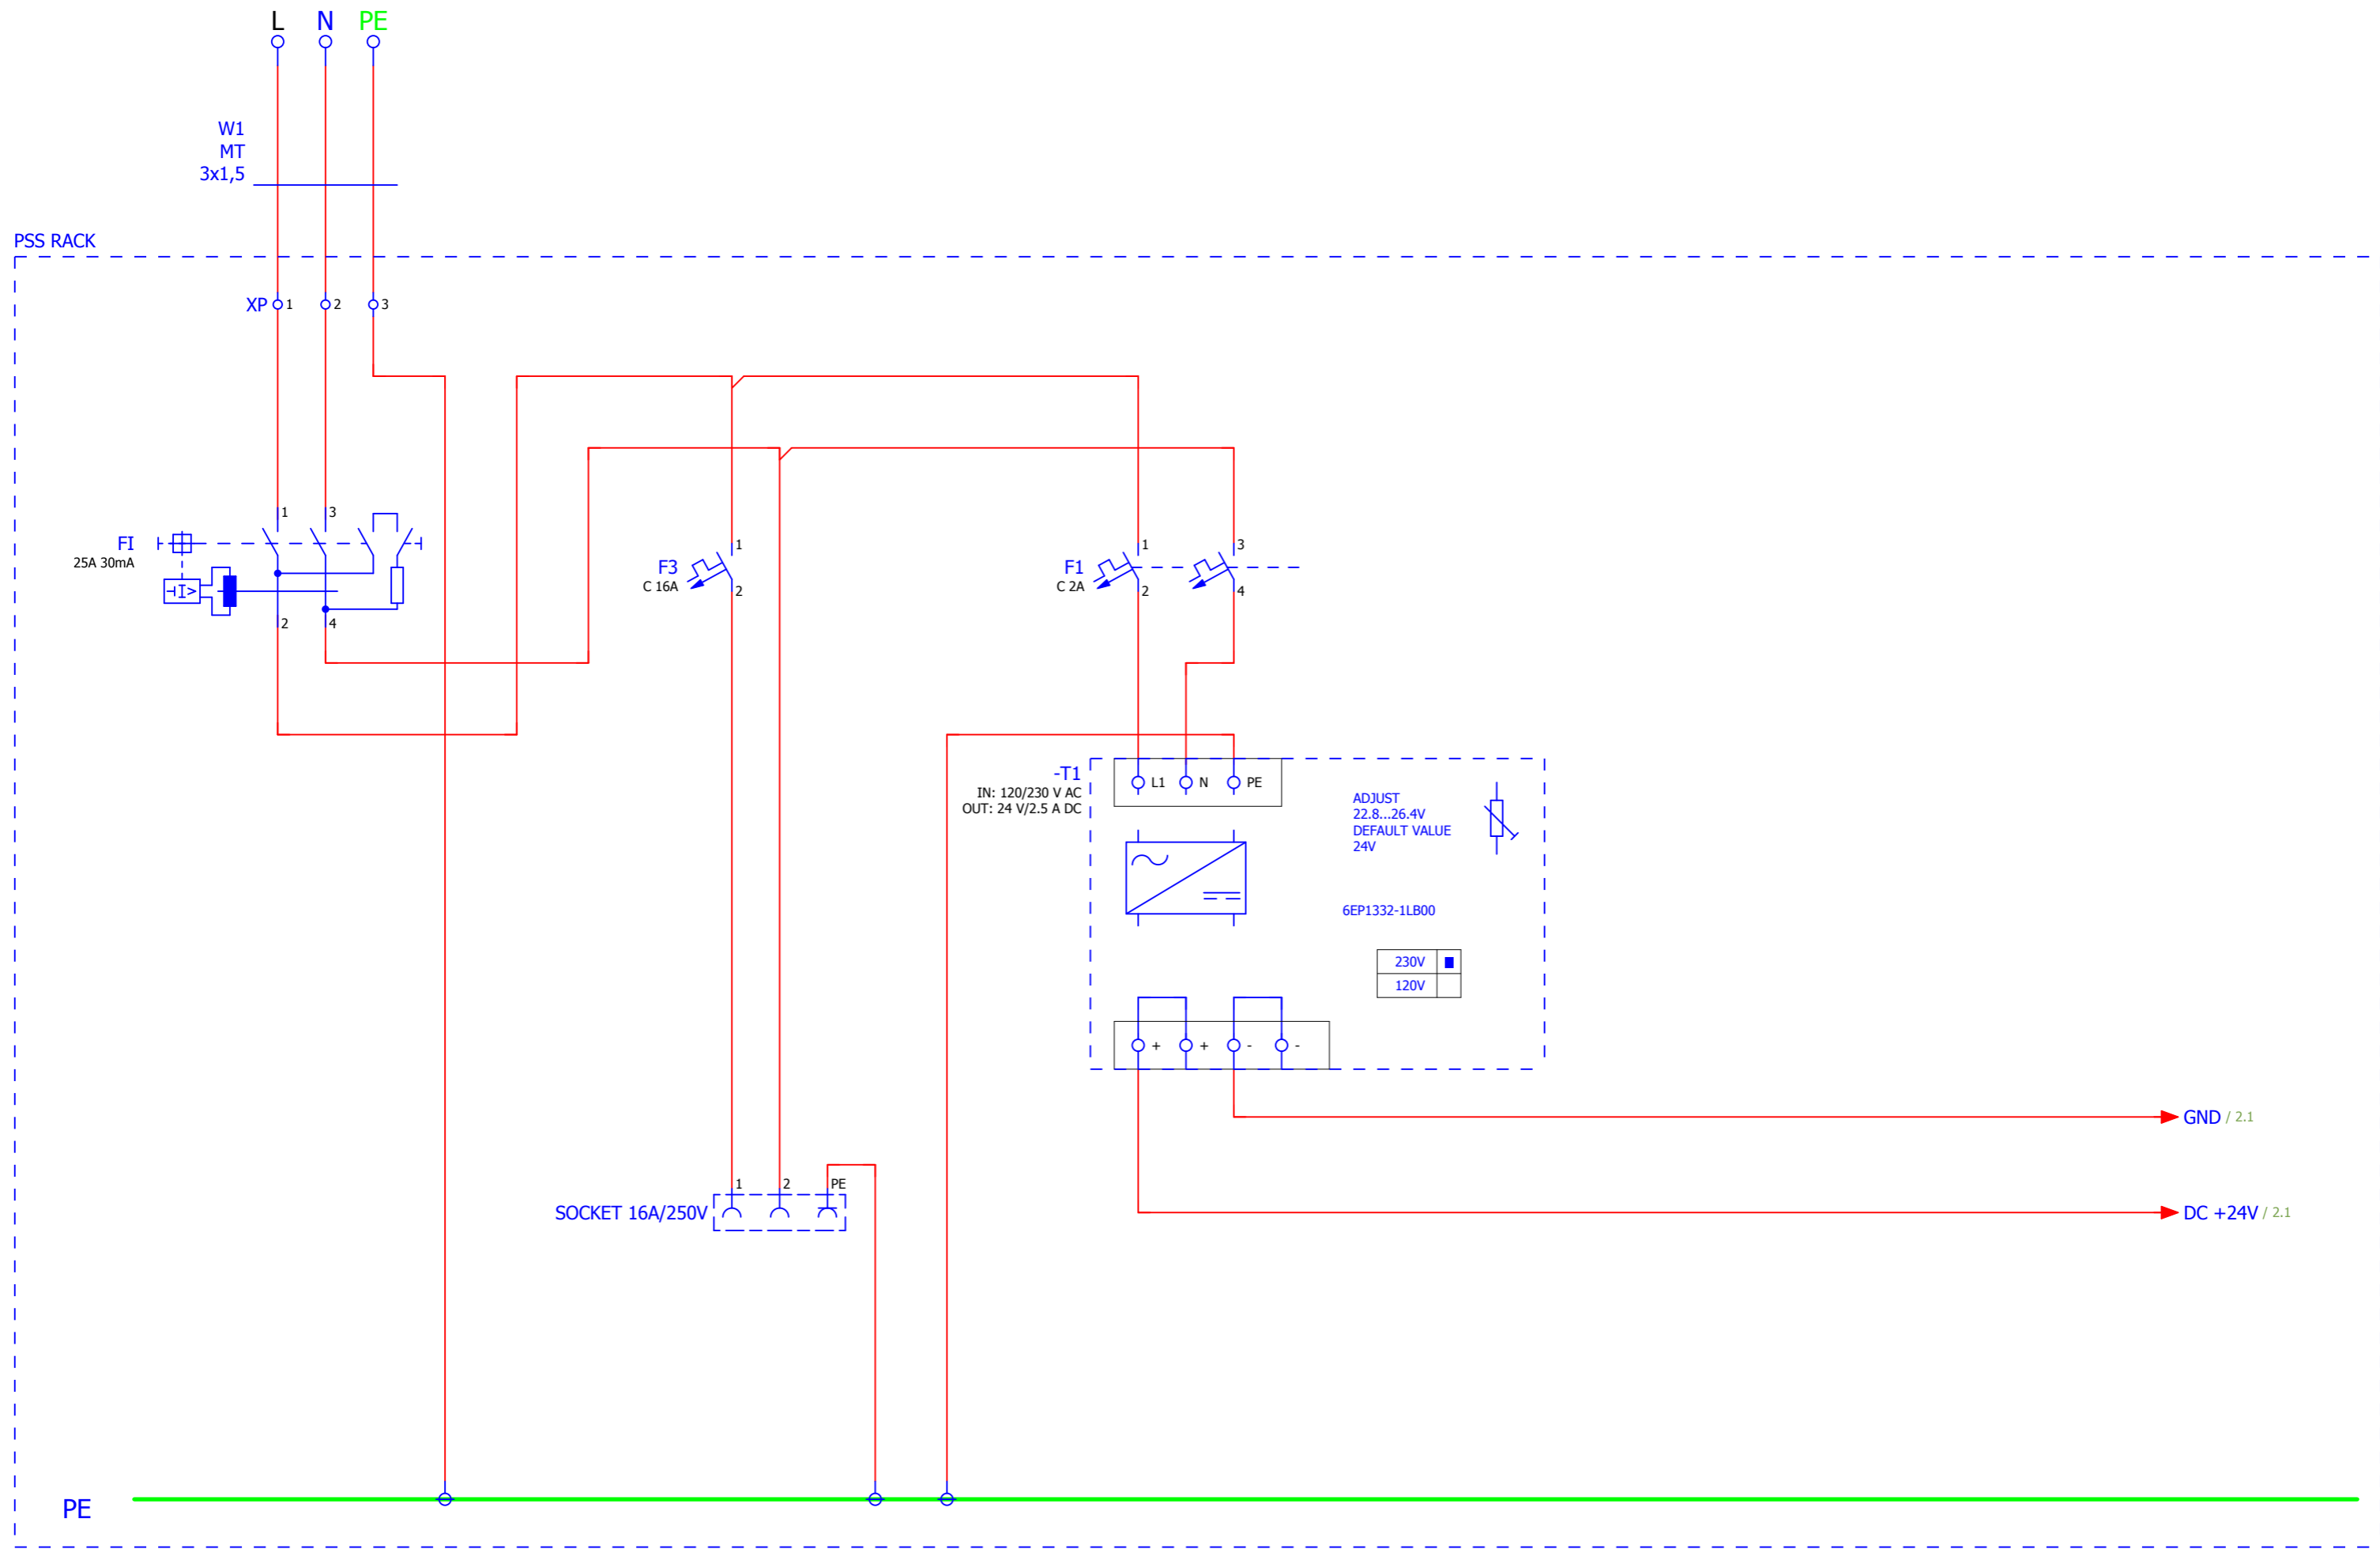 L N PE
W1
MT
3x1,5
PSS RACK
XP 1 2 3
FI
25A 30mA
1 3
2 4
F3
C 16A
1
2
F1
C 2A
1 3
2 4
-T1
IN: 120/230 V AC
OUT: 24 V/2.5 A DC
L1 N PE
ADJUST
22.8...26.4V
DEFAULT VALUE
24V
6EP1332-1LB00
230V
120V
+ + - -
GND / 2.1
DC +24V / 2.1
SOCKET 16A/250V
1 2 PE
PE